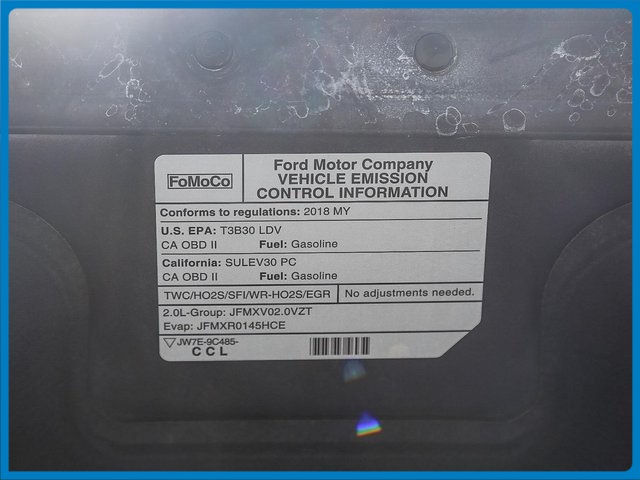 FoMoCo
Ford Motor Company
VEHICLE EMISSION
CONTROL INFORMATION
Conforms to regulations: 2018 MY
U.S. EPA: T3B30 LDV
CA OBD II Fuel: Gasoline
California: SULEV30 PC
CA OBD II Fuel: Gasoline
TWC/HO2S/SFI/WR-HO2S/EGR No adjustments needed.
2.0L-Group: JFMXV02.0VZT
Evap: JFMXR0145HCE
JW7E-9C485-
CCL